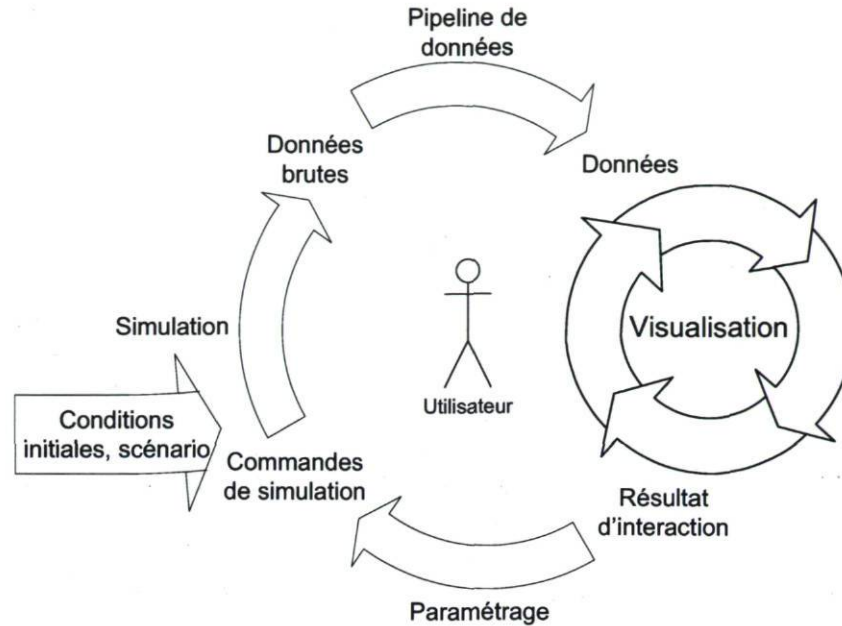 Pipeline de
données
Données
brutes
Données
Simulation
Visualisation
Utilisateur
Conditions
initiales, scénario
Commandes
de simulation
Résultat
d'interaction
Paramétrage